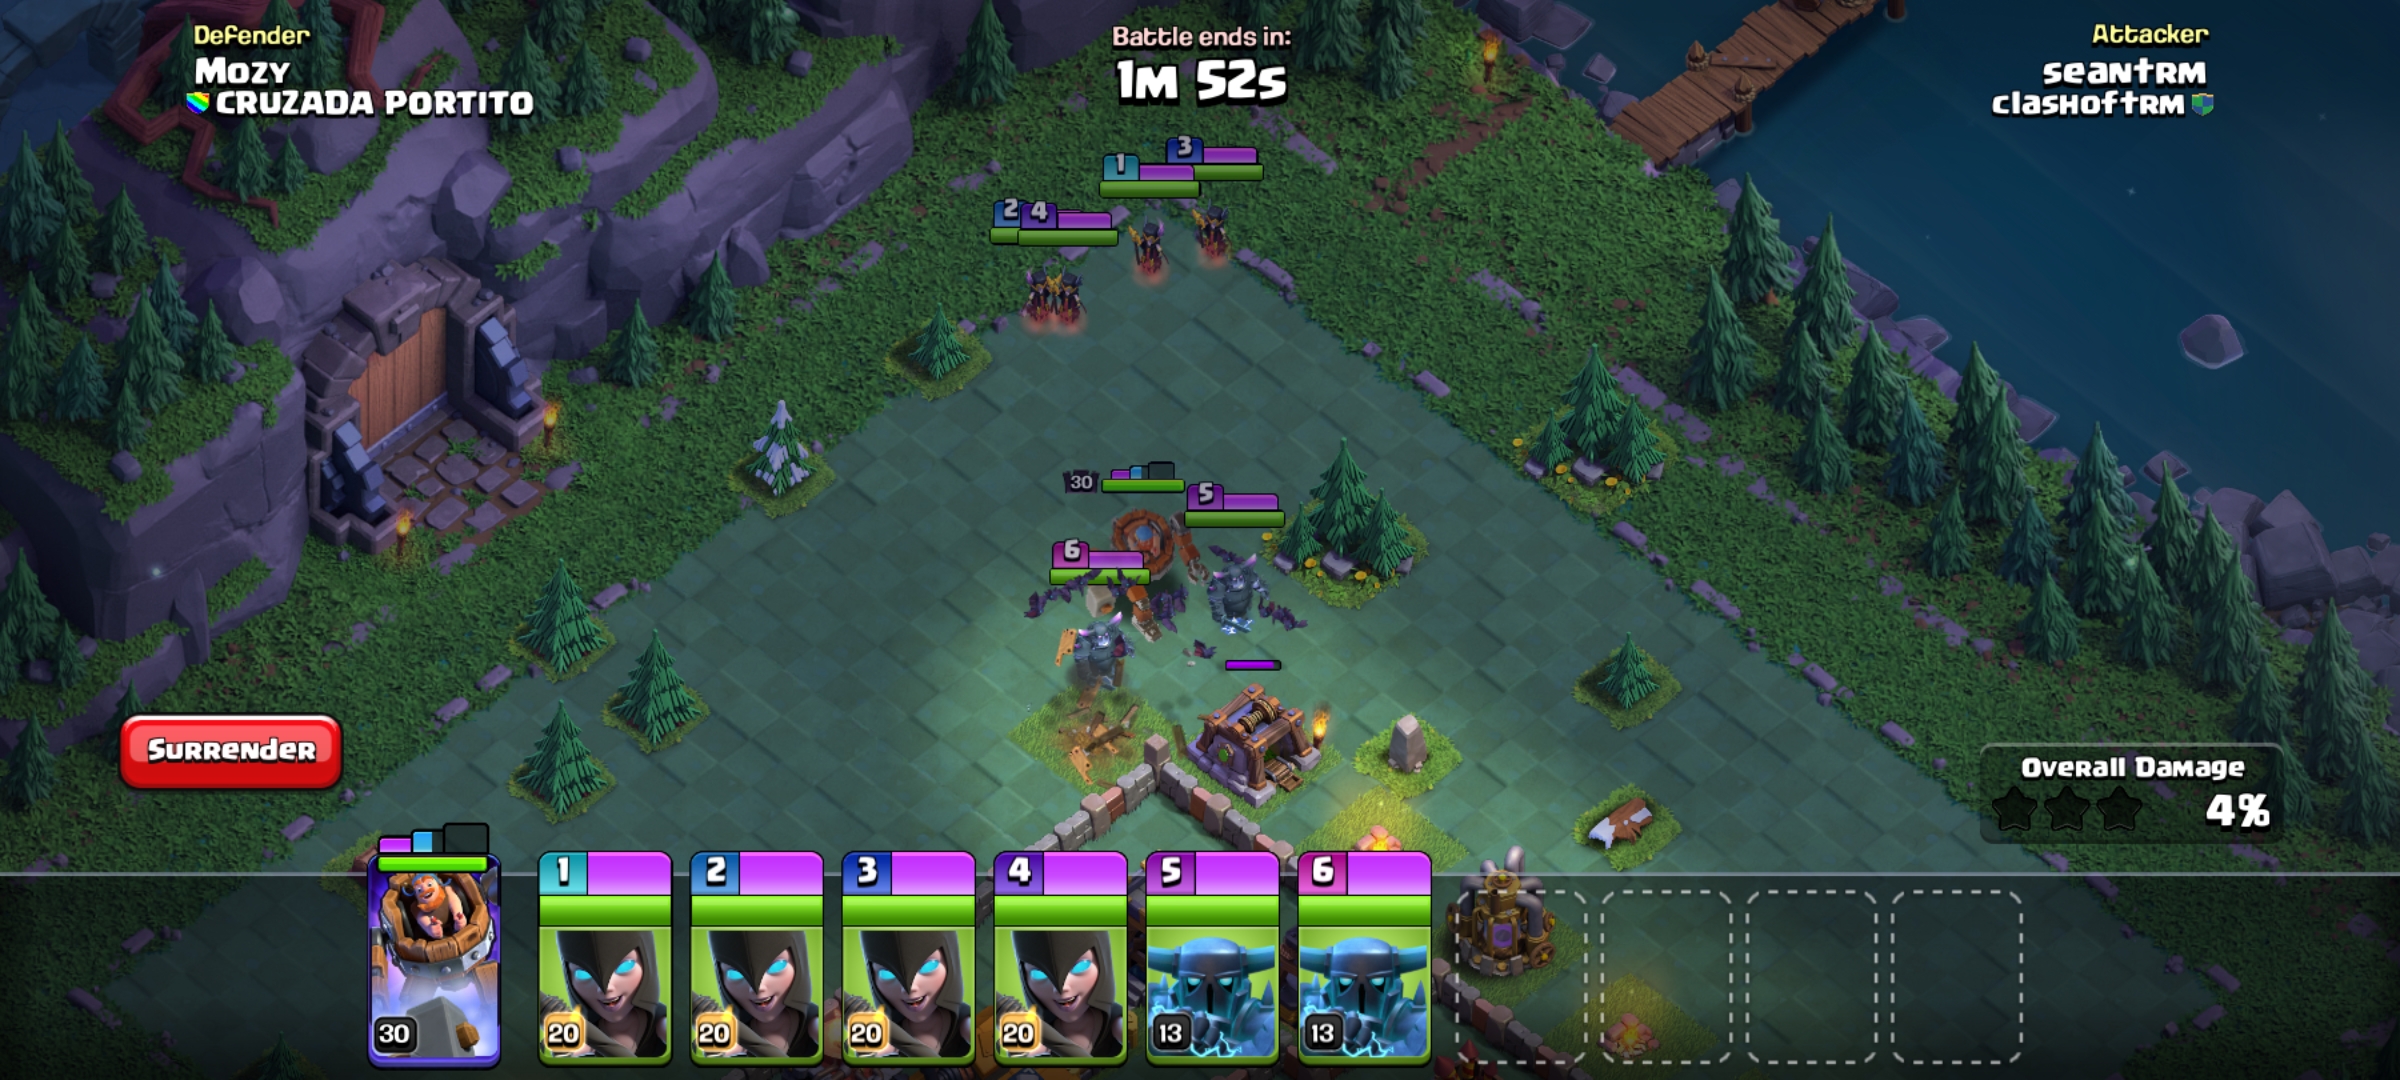 Defender
Mozy
CRUZADA PORTITO
Battle ends in:
1M 52s
Attacker
seantRM
clashoftRM
3
1
2 4
30
5
6
Surrender
Overall Damage
4%
1 2 3 4 5 6
30 20 20 20 20 13 13